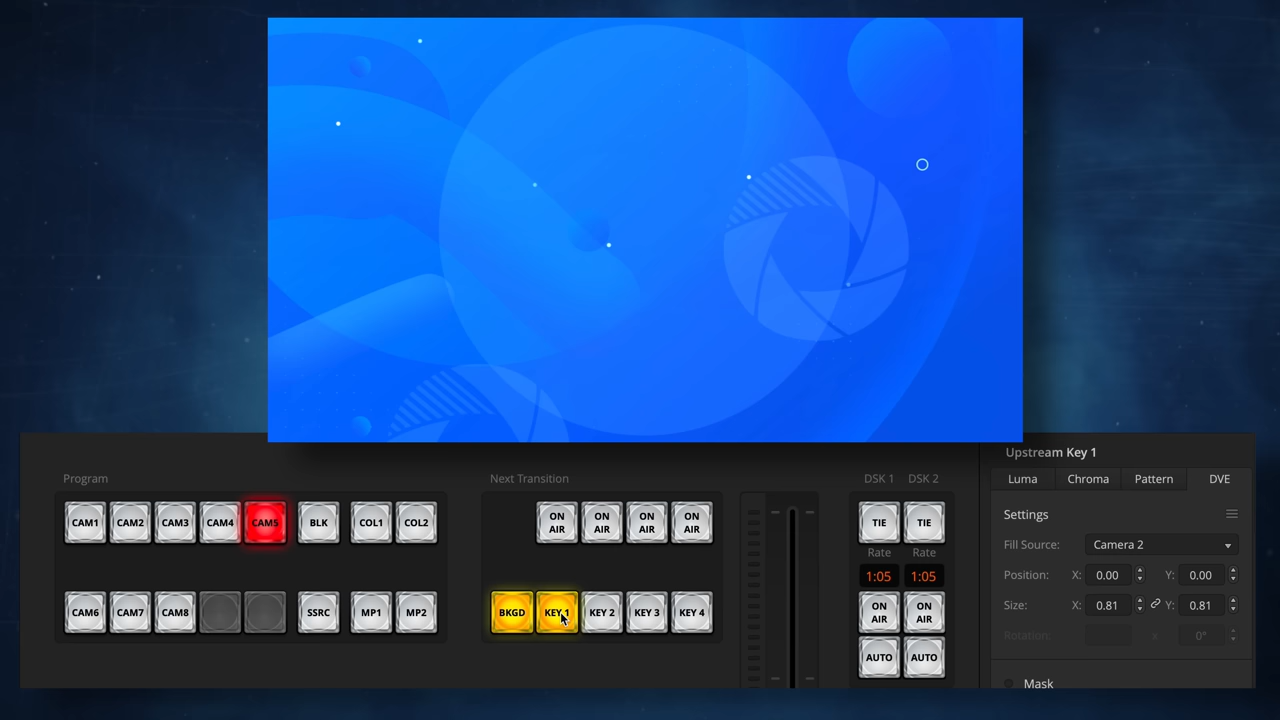 Program
CAM1 CAM2 CAM3 CAM4 CAM5 BLK COL1 COL2
CAM6 CAM7 CAM8 SSRC MP1 MP2
Next Transition
ON AIR ON AIR ON AIR ON AIR
BKGD KEY 1 KEY 2 KEY 3 KEY 4
DSK 1 DSK 2
TIE TIE
Rate Rate
1:05 1:05
ON AIR ON AIR
AUTO AUTO
Upstream Key 1
Luma Chroma Pattern DVE
Settings
Fill Source: Camera 2
Position: X: 0.00 Y: 0.00
Size: X: 0.81 Y: 0.81
Rotation: x 0°
Mask